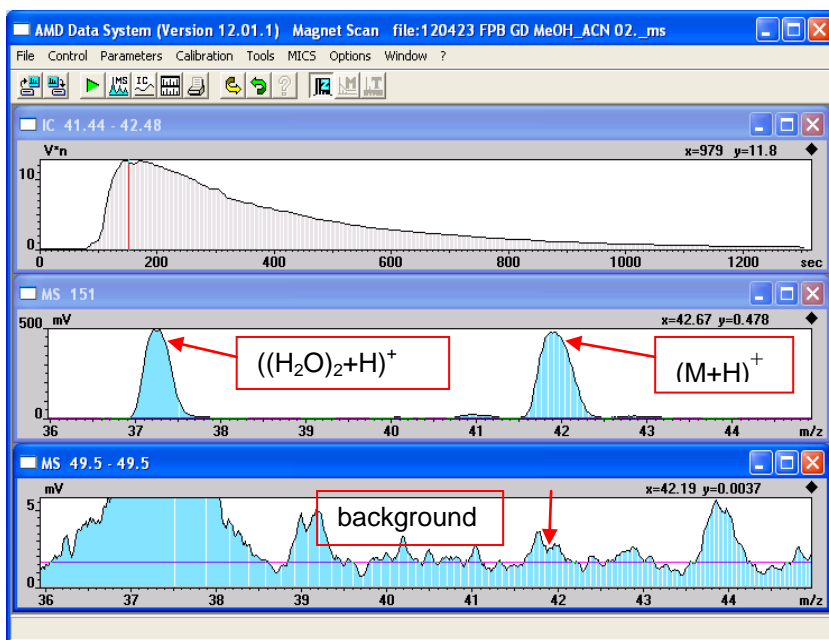 AMD Data System (Version 12.01.1) Magnet Scan file:120423 FPB GD MeOH_ACN 02._ms
File Control Parameters Calibration Tools MICS Options Window ?
MS IC
IC 41.44 - 42.48
V*n x=979 y=11.8
10
0
0 200 400 600 800 1000 1200 sec
MS 151
500 mV x=42.67 y=0.478
((H₂O)₂+H)⁺
(M+H)⁺
0
36 37 38 39 40 41 42 43 44 m/z
MS 49.5 - 49.5
mV x=42.19 y=0.0037
5
background
0
36 37 38 39 40 41 42 43 44 m/z